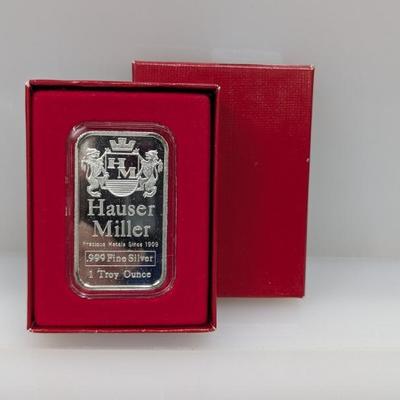 HM
Hauser
Miller
Precious Metals Since 1909
.999 Fine Silver
1 Troy Ounce